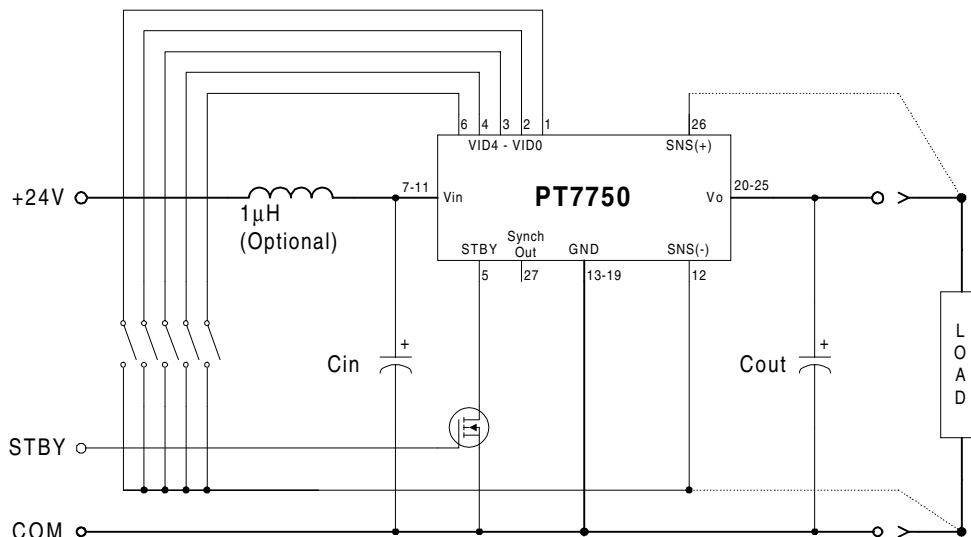 6 4 3 2 1
26
VID4 - VID0
SNS(+)
+24V
7-11
Vin
PT7750
Vo
20-25
1μH
(Optional)
STBY
Synch
Out
GND
SNS(-)
5
27
13-19
12
Cin
+
Cout
+
L
O
A
D
STBY
COM